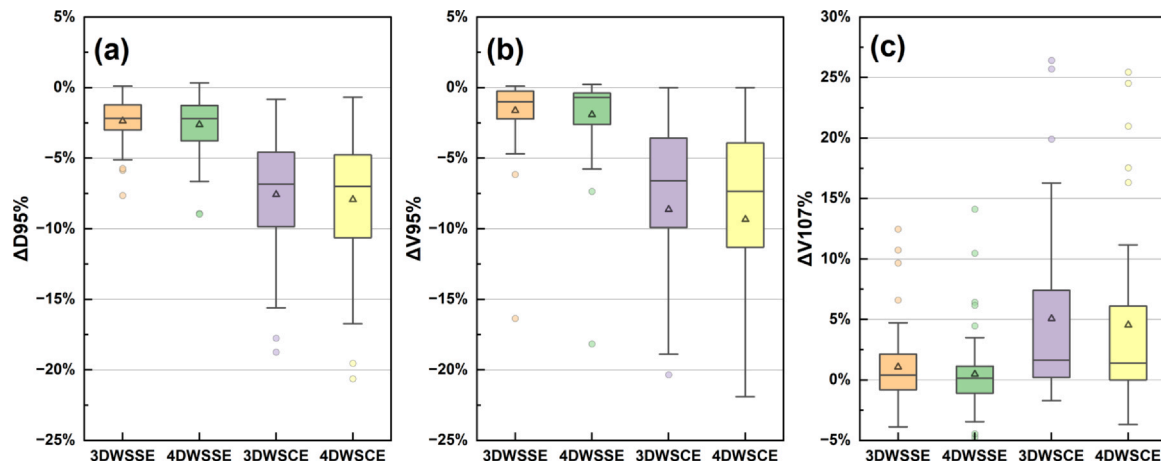 (a)
ΔD95%
5%
0%
−5%
−10%
−15%
−20%
−25%
3DWSSE 4DWSSE 3DWSCE 4DWSCE
(b)
ΔV95%
5%
0%
−5%
−10%
−15%
−20%
−25%
3DWSSE 4DWSSE 3DWSCE 4DWSCE
(c)
ΔV107%
30%
25%
20%
15%
10%
5%
0%
−5%
3DWSSE 4DWSSE 3DWSCE 4DWSCE